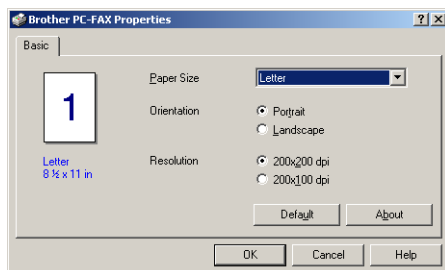 Brother PC-FAX Properties
Basic
Paper Size
Letter
1
Orientation
Portrait
Landscape
Letter
8 ½ x 11 in
Resolution
200x200 dpi
200x100 dpi
Default
About
OK
Cancel
Help